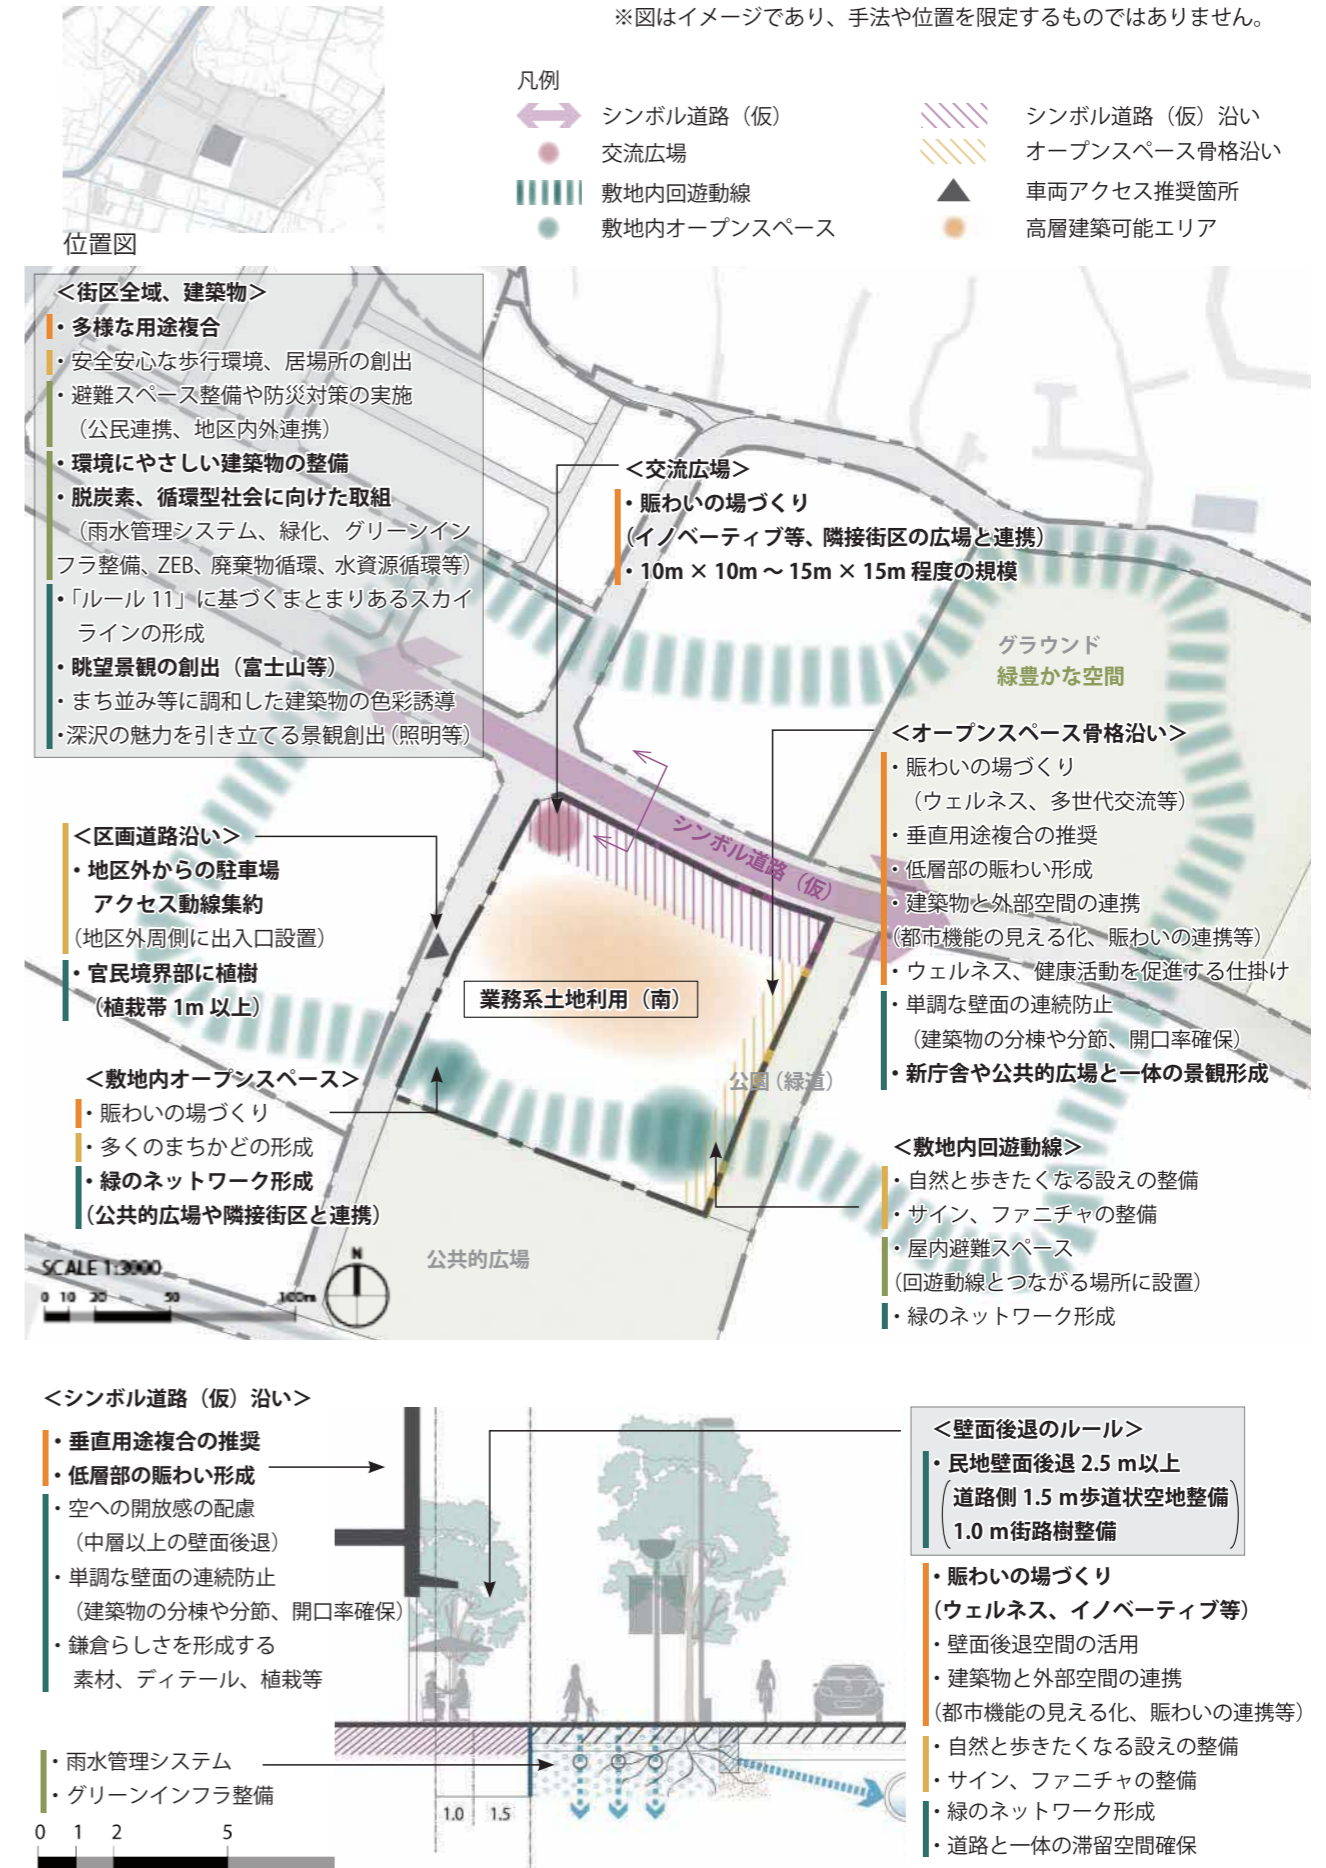 ※図はイメージであり、手法や位置を限定するものではありません。
位置図
凡例
シンボル道路（仮）
交流広場
敷地内回遊動線
敷地内オープンスペース
シンボル道路（仮）沿い
オープンスペース骨格沿い
車両アクセス推奨箇所
高層建築可能エリア
＜街区全域、建築物＞
・多様な用途複合
・安全安心な歩行環境、居場所の創出
・避難スペース整備や防災対策の実施
（公民連携、地区内外連携）
・環境にやさしい建築物の整備
・脱炭素、循環型社会に向けた取組
（雨水管理システム、緑化、グリーンイン
フラ整備、ZEB、廃棄物循環、水資源循環等）
・「ルール 11」に基づくまとまりあるスカイ
ラインの形成
・眺望景観の創出（富士山等）
・まち並み等に調和した建築物の色彩誘導
・深沢の魅力を引き立てる景観創出（照明等）
＜交流広場＞
・賑わいの場づくり
（イノベーティブ等、隣接街区の広場と連携）
・10m × 10m ～ 15m × 15m 程度の規模
グラウンド
緑豊かな空間
＜オープンスペース骨格沿い＞
・賑わいの場づくり
（ウェルネス、多世代交流等）
・垂直用途複合の推奨
・低層部の賑わい形成
・建築物と外部空間の連携
（都市機能の見える化、賑わいの連携等）
・ウェルネス、健康活動を促進する仕掛け
・単調な壁面の連続防止
（建築物の分棟や分節、開口率確保）
・新庁舎や公共的広場と一体の景観形成
シンボル道路（仮）
＜区画道路沿い＞
・地区外からの駐車場
アクセス動線集約
（地区外周側に出入口設置）
・官民境界部に植樹
（植栽帯 1m 以上）
業務系土地利用（南）
公園（緑道）
＜敷地内オープンスペース＞
・賑わいの場づくり
・多くのまちかどの形成
・緑のネットワーク形成
（公共的広場や隣接街区と連携）
＜敷地内回遊動線＞
・自然と歩きたくなる設えの整備
・サイン、ファニチャの整備
・屋内避難スペース
（回遊動線とつながる場所に設置）
・緑のネットワーク形成
公共的広場
SCALE 1:3000
0 10 20 50 100m
N
＜シンボル道路（仮）沿い＞
・垂直用途複合の推奨
・低層部の賑わい形成
・空への開放感の配慮
（中層以上の壁面後退）
・単調な壁面の連続防止
（建築物の分棟や分節、開口率確保）
・鎌倉らしさを形成する
素材、ディテール、植栽等
・雨水管理システム
・グリーンインフラ整備
0 1 2 5
1.0 1.5
＜壁面後退のルール＞
・民地壁面後退 2.5 m以上
（道路側 1.5 m歩道状空地整備
1.0 m街路樹整備）
・賑わいの場づくり
（ウェルネス、イノベーティブ等）
・壁面後退空間の活用
・建築物と外部空間の連携
（都市機能の見える化、賑わいの連携等）
・自然と歩きたくなる設えの整備
・サイン、ファニチャの整備
・緑のネットワーク形成
・道路と一体の滞留空間確保